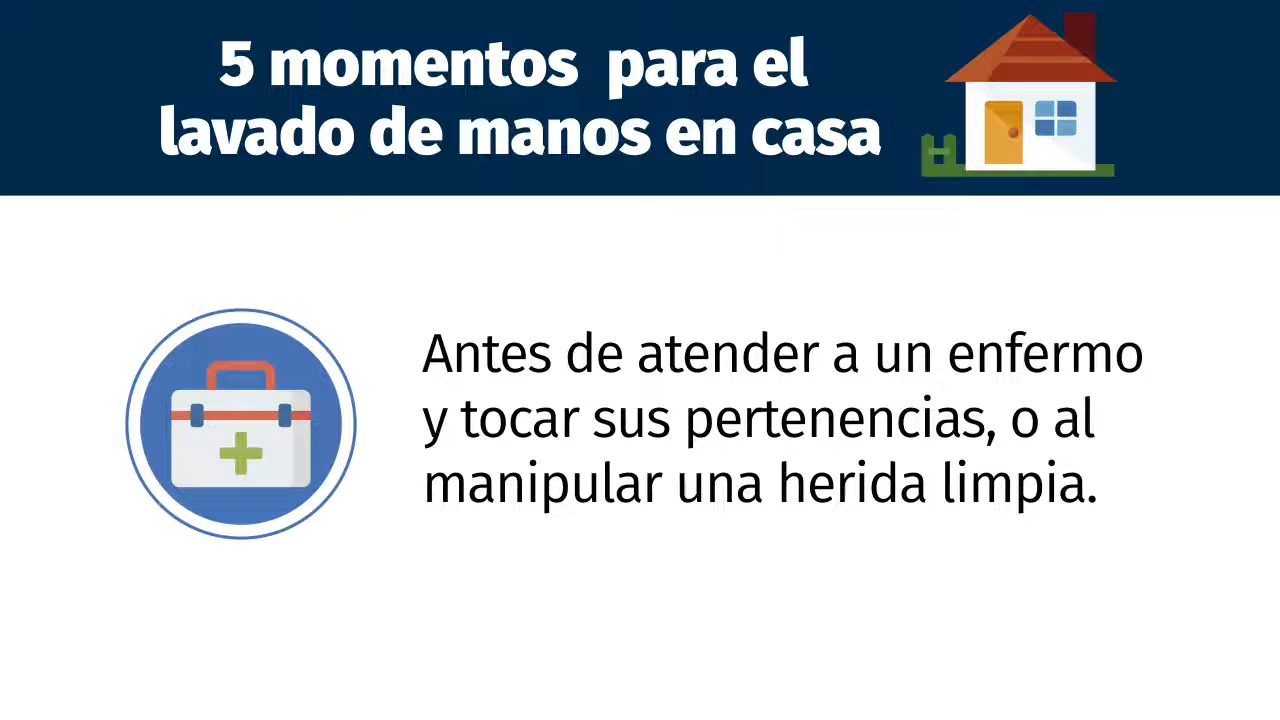 5 momentos para el
lavado de manos en casa
Antes de atender a un enfermo
y tocar sus pertenencias, o al
manipular una herida limpia.